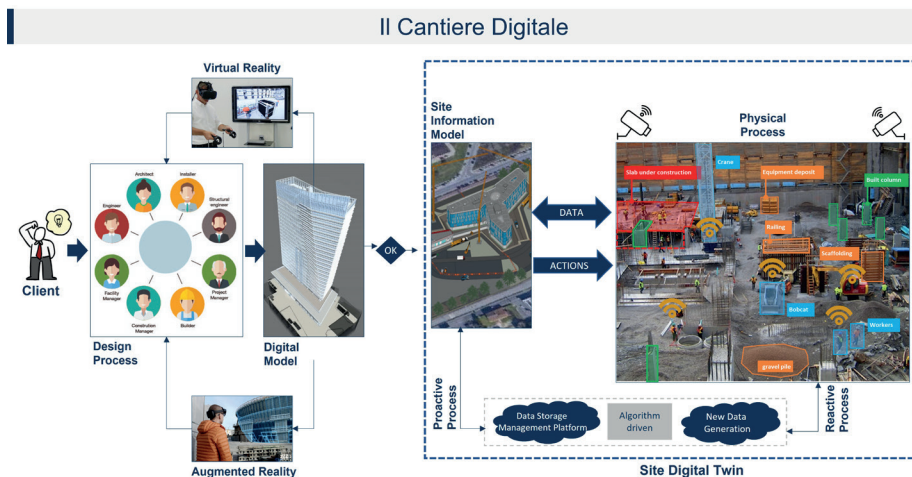 Il Cantiere Digitale
Virtual Reality
Architect
Installer
Engineer
Structural
engineer
Facility
Manager
Project
Manager
Constrution
Manager
Builder
Client
Design
Process
Digital
Model
Augmented Reality
OK
Site
Information
Model
DATA
ACTIONS
Physical
Process
Crane
Slab under construction
Equipment deposit
Built column
Railing
Scaffolding
Bobcat
Workers
gravel pile
Proactive
Process
Data Storage
Management Platform
Algorithm
driven
New Data
Generation
Reactive
Process
Site Digital Twin